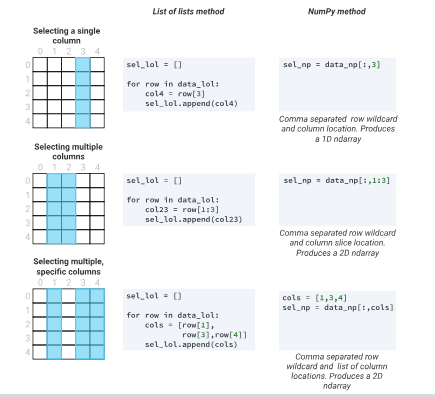 List of lists method
NumPy method
Selecting a single
column
0 1 2 3 4
0
1
2
3
4
sel_lol = []
for row in data_lol:
col4 = row[3]
sel_lol.append(col4)
sel_np = data_np[:,3]
Comma separated row wildcard
and column location. Produces
a 1D ndarray
Selecting multiple
columns
0 1 2 3 4
0
1
2
3
4
sel_lol = []
for row in data_lol:
col23 = row[1:3]
sel_lol.append(col23)
sel_np = data_np[:,1:3]
Comma separated row wildcard
and column slice location.
Produces a 2D ndarray
Selecting multiple,
specific columns
0 1 2 3 4
0
1
2
3
4
sel_lol = []
for row in data_lol:
cols = [row[1],
row[3],row[4]]
sel_lol.append(cols)
cols = [1,3,4]
sel_np = data_np[:,cols]
Comma separated row
wildcard and list of column
locations. Produces a 2D
ndarray